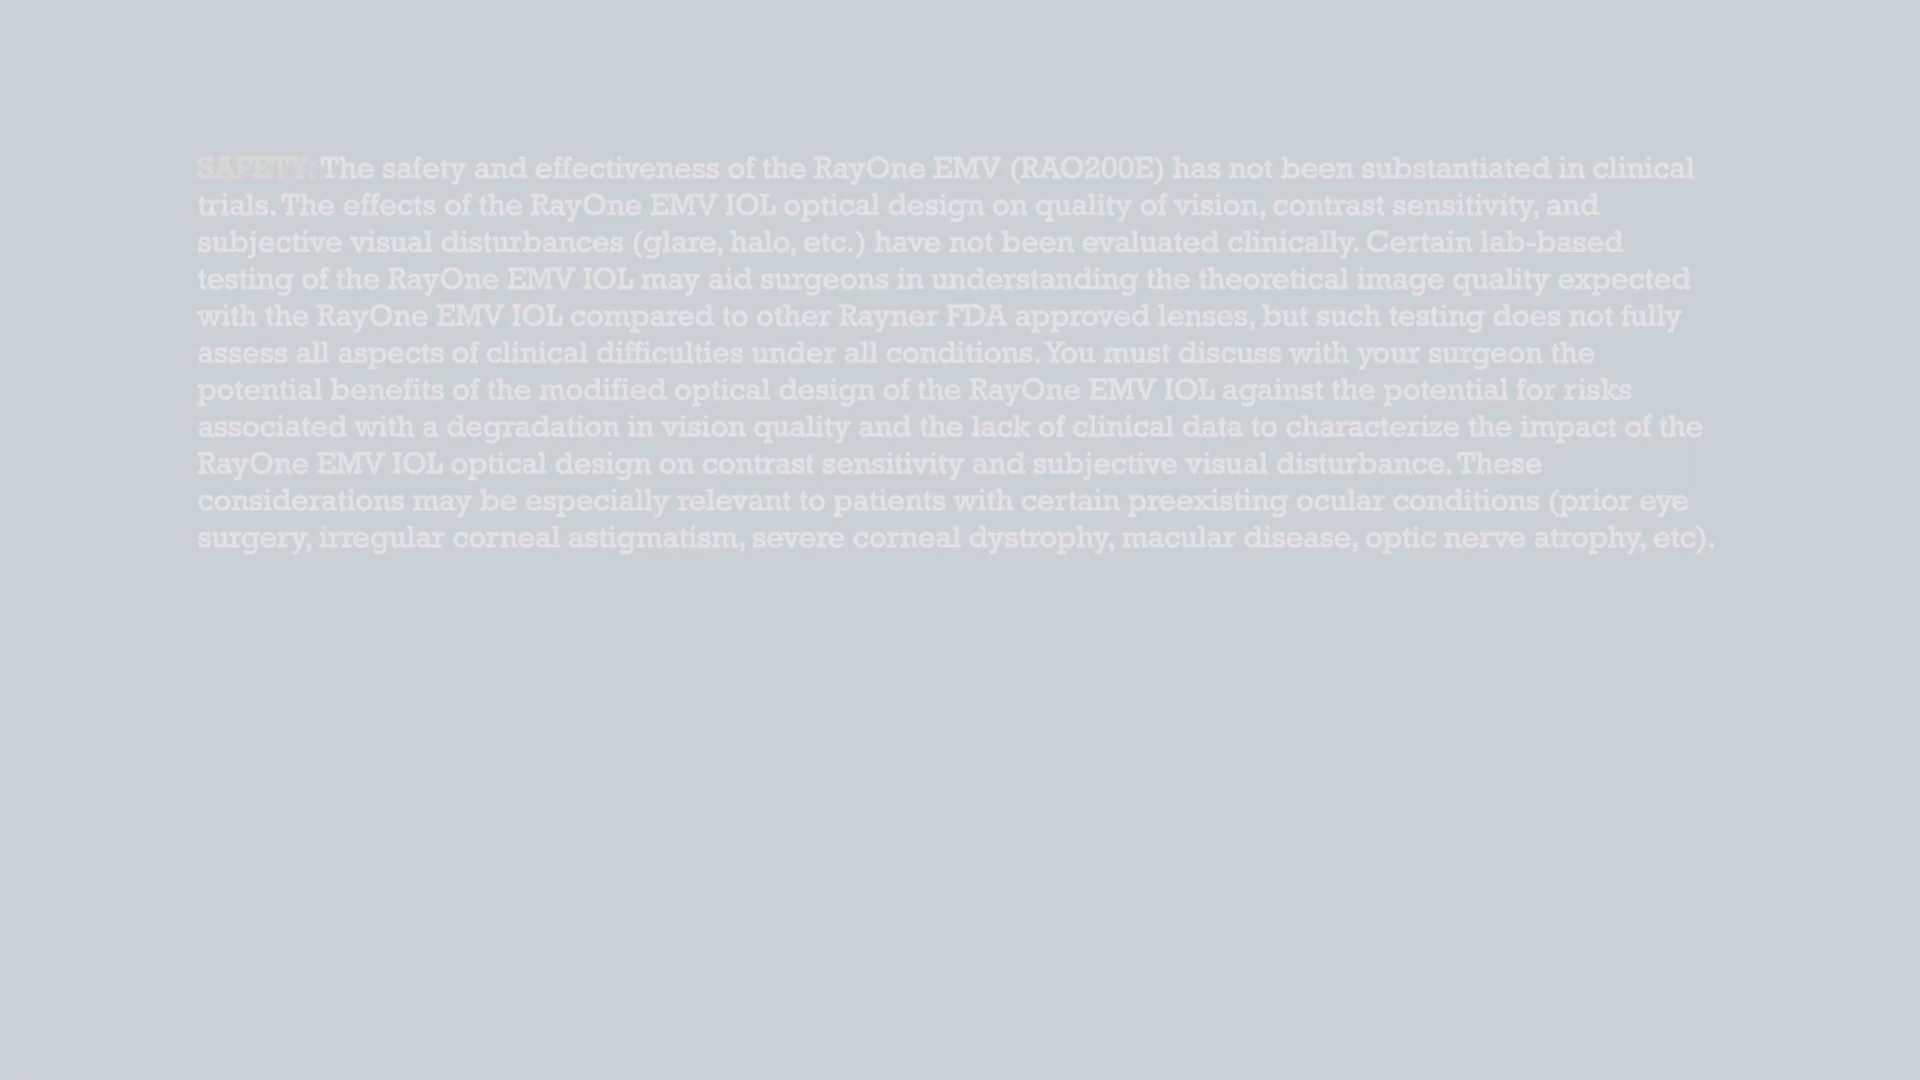 SAFETY: The safety and effectiveness of the RayOne EMV (RAO200E) has not been substantiated in clinical
trials. The effects of the RayOne EMV IOL optical design on quality of vision, contrast sensitivity, and
subjective visual disturbances (glare, halo, etc.) have not been evaluated clinically. Certain lab-based
testing of the RayOne EMV IOL may aid surgeons in understanding the theoretical image quality expected
with the RayOne EMV IOL compared to other Rayner FDA approved lenses, but such testing does not fully
assess all aspects of clinical difficulties under all conditions. You must discuss with your surgeon the
potential benefits of the modified optical design of the RayOne EMV IOL against the potential for risks
associated with a degradation in vision quality and the lack of clinical data to characterize the impact of the
RayOne EMV IOL optical design on contrast sensitivity and subjective visual disturbance. These
considerations may be especially relevant to patients with certain preexisting ocular conditions (prior eye
surgery, irregular corneal astigmatism, severe corneal dystrophy, macular disease, optic nerve atrophy, etc).